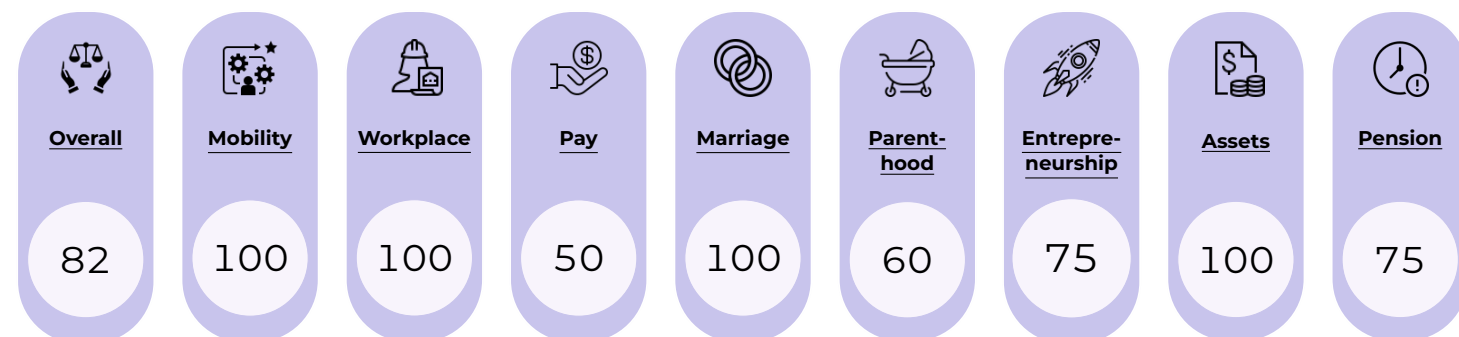 Overall
Mobility
Workplace
Pay
Marriage
Parent-
hood
Entrepre-
neurship
Assets
Pension
82
100
100
50
100
60
75
100
75